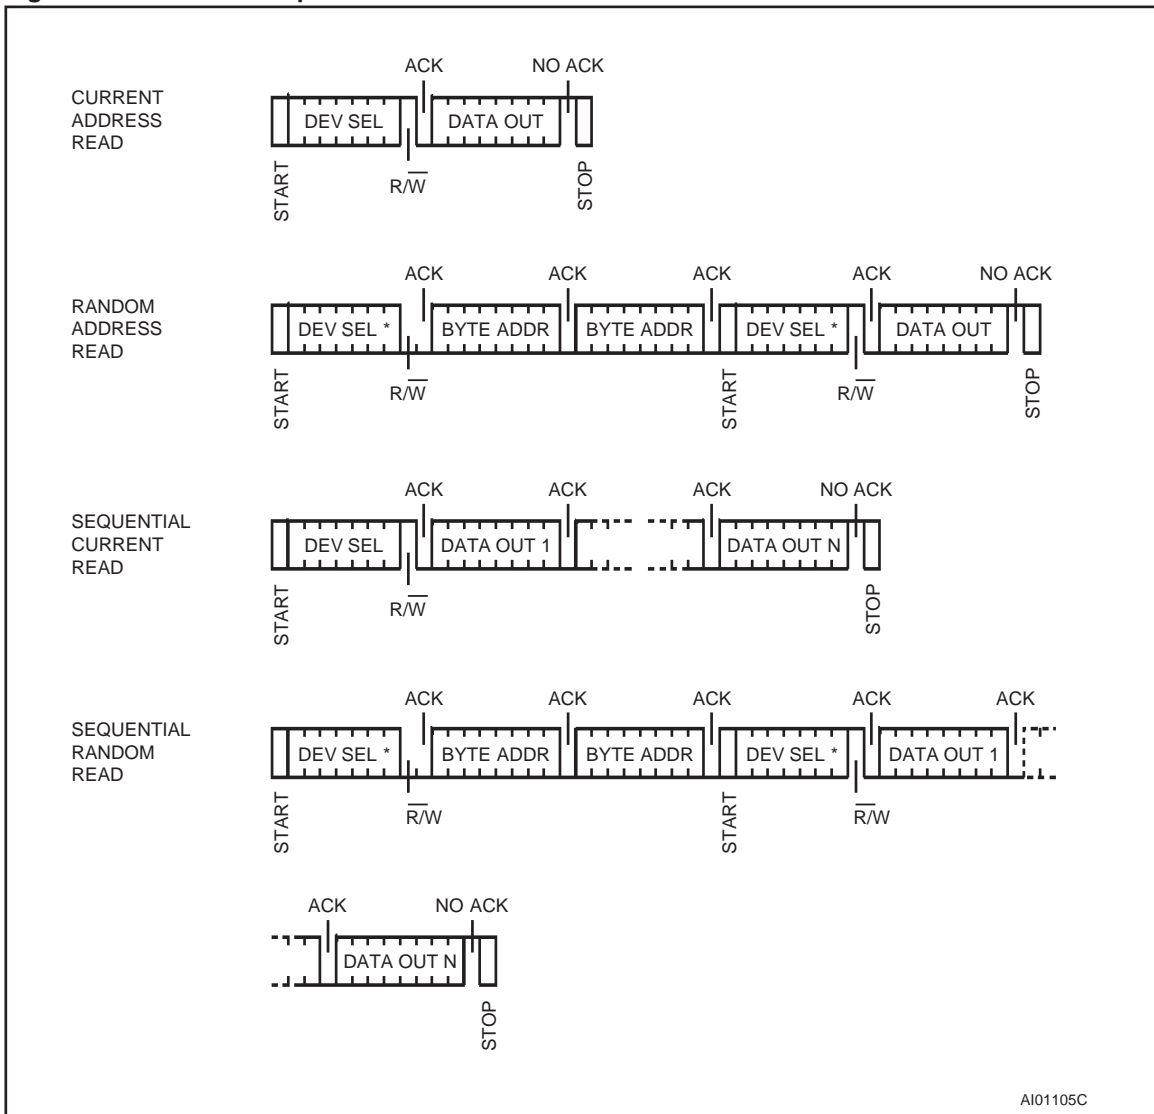 ACK NO ACK
CURRENT
ADDRESS
READ
DEV SEL DATA OUT
START R/W̅ STOP
ACK ACK ACK ACK NO ACK
RANDOM
ADDRESS
READ
DEV SEL * BYTE ADDR BYTE ADDR DEV SEL * DATA OUT
START R/W̅ START R/W̅ STOP
ACK ACK ACK NO ACK
SEQUENTIAL
CURRENT
READ
DEV SEL DATA OUT 1 DATA OUT N
START R/W̅ STOP
ACK ACK ACK ACK ACK
SEQUENTIAL
RANDOM
READ
DEV SEL * BYTE ADDR BYTE ADDR DEV SEL * DATA OUT 1
START R̅/W START R̅/W
ACK NO ACK
DATA OUT N
STOP
AI01105C